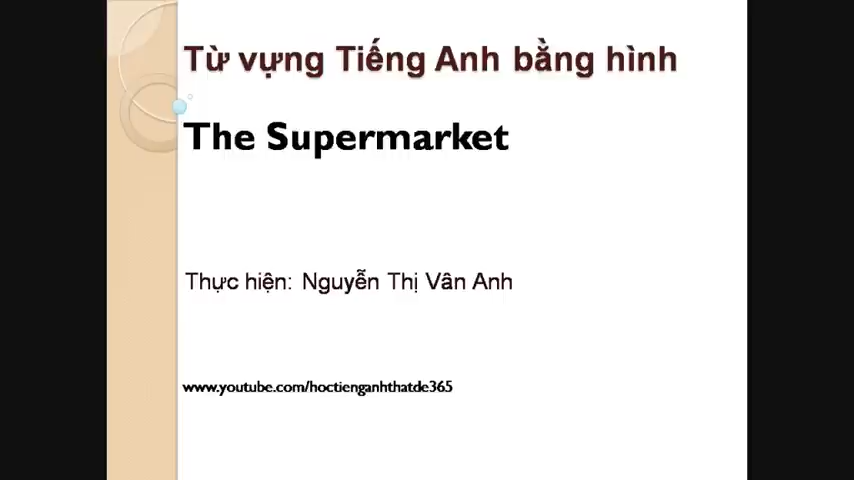 Từ vựng Tiếng Anh bằng hình
The Supermarket
Thực hiện: Nguyễn Thị Vân Anh
www.youtube.com/hoctienganhthatde365